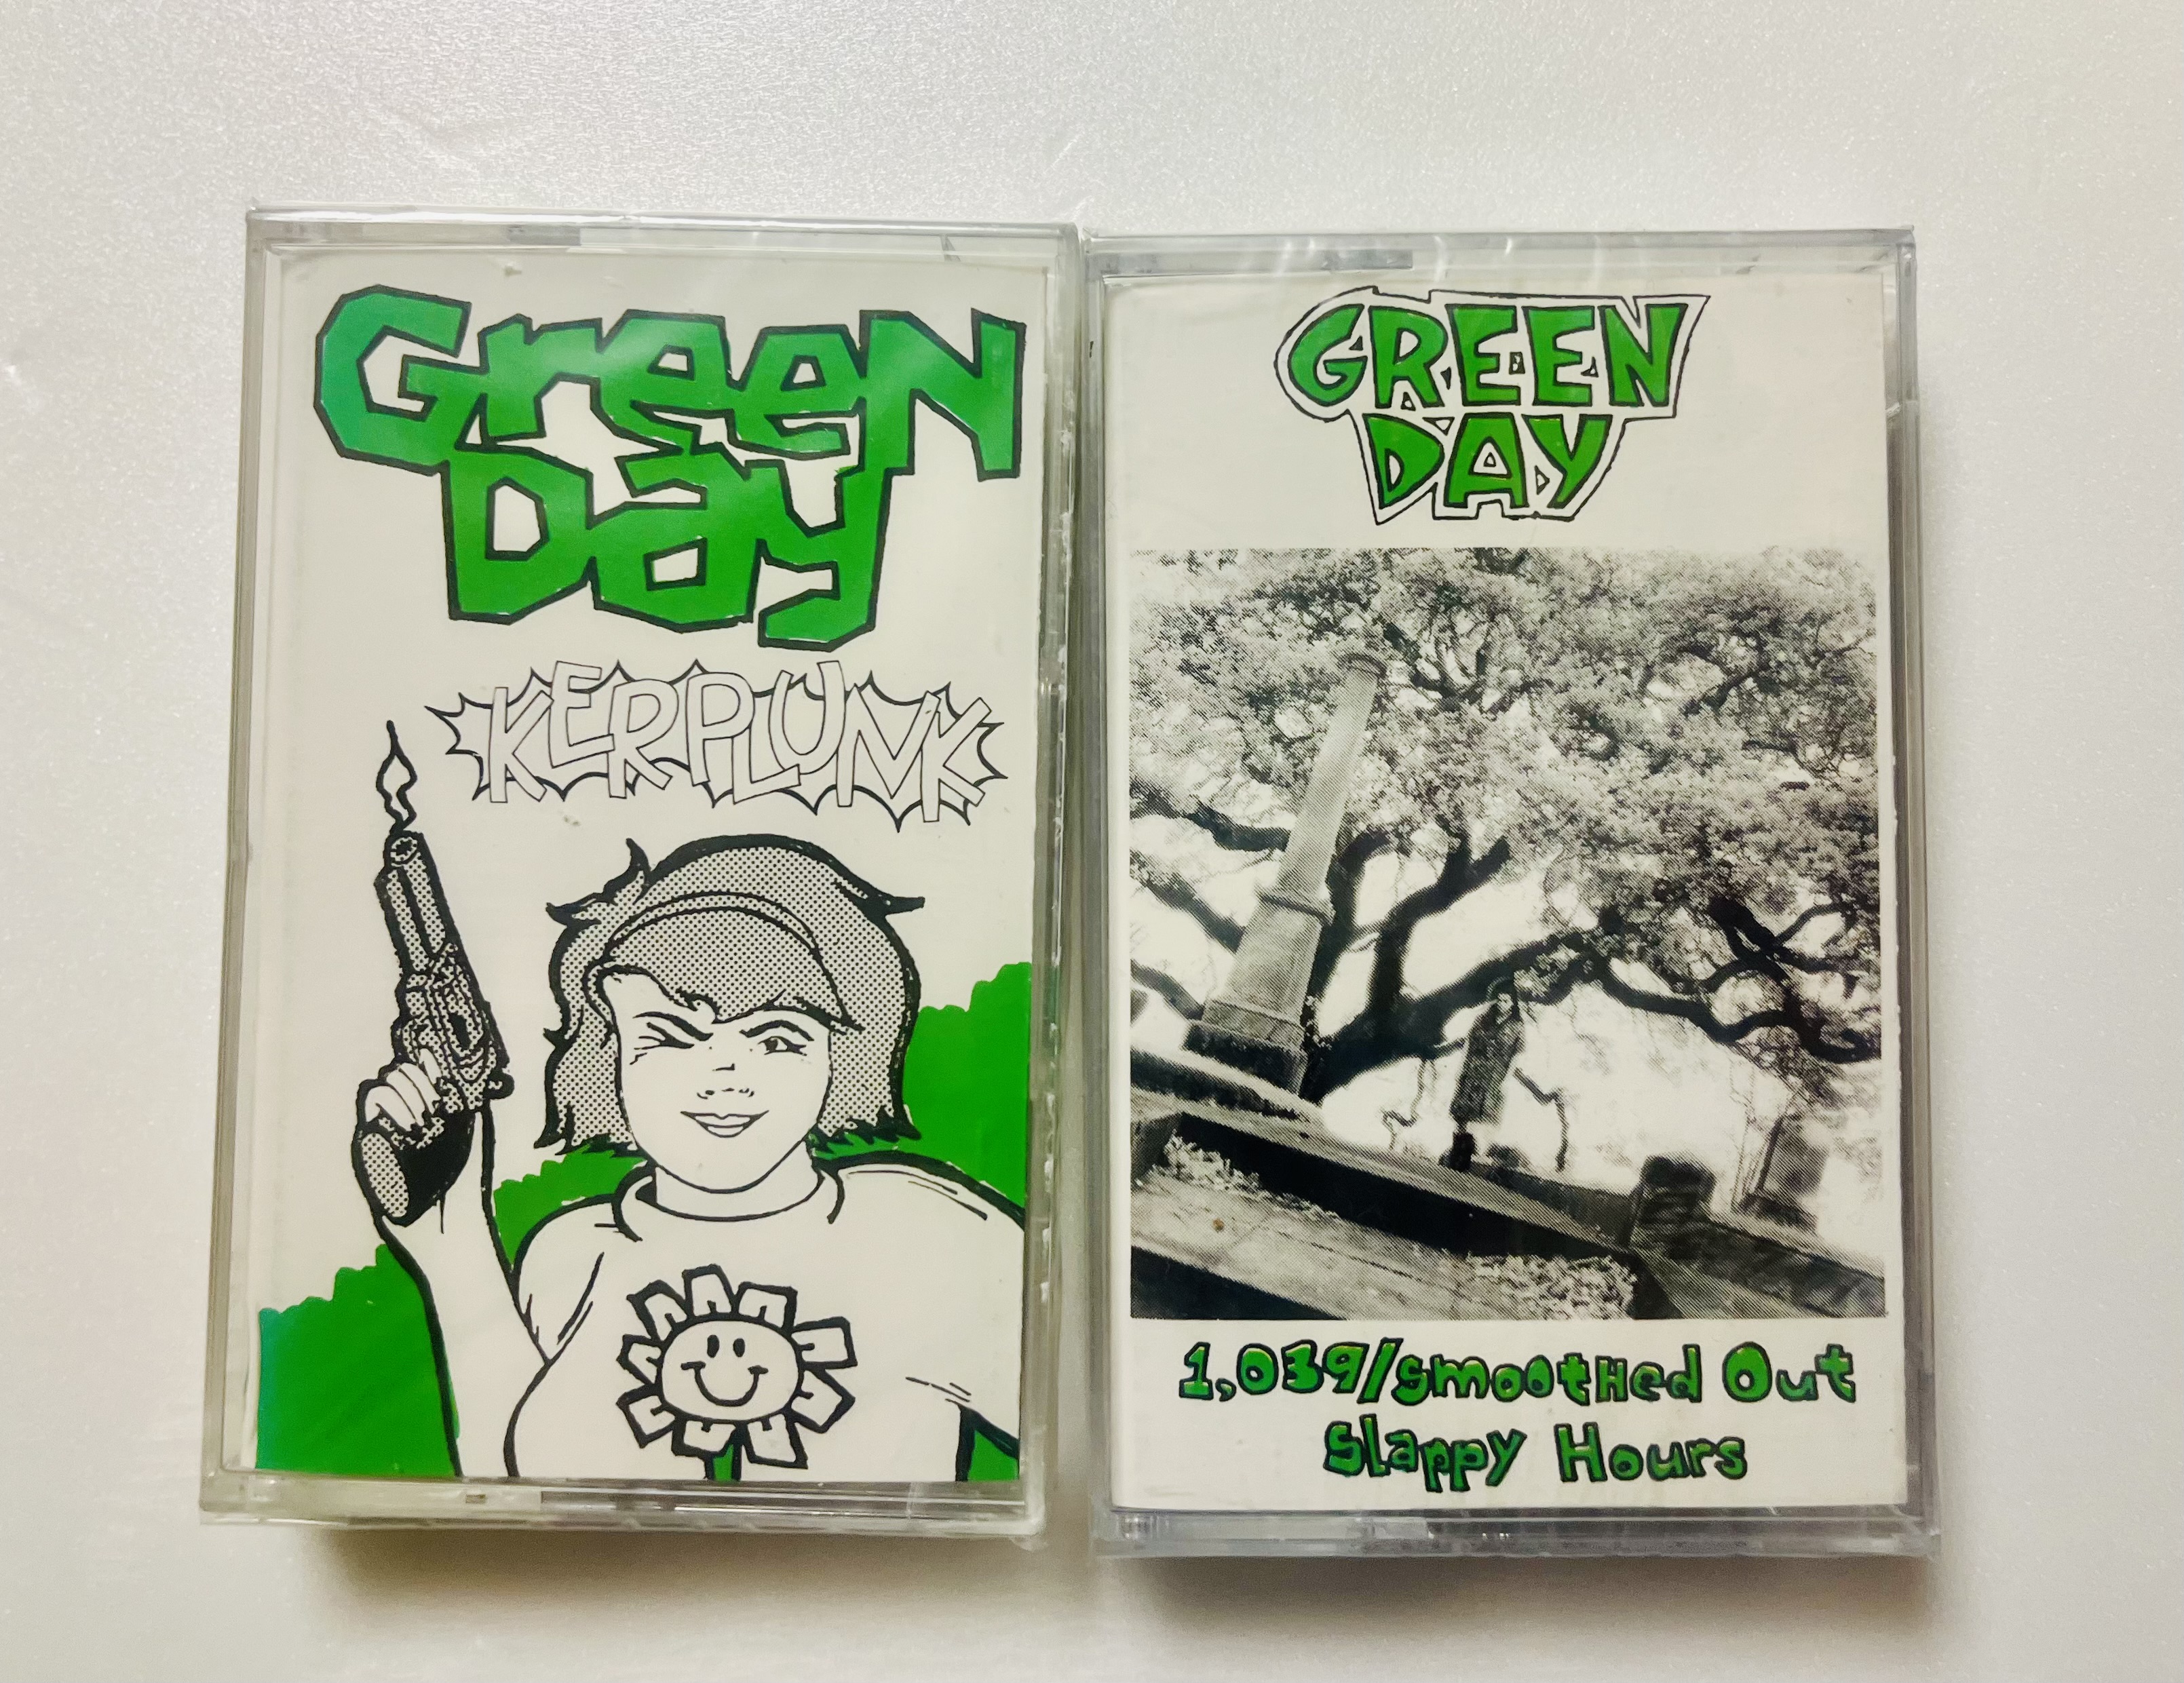 Green
Day
KERPLUNK
GREEN
DAY
1,039/smootHed Out
Slappy Hours